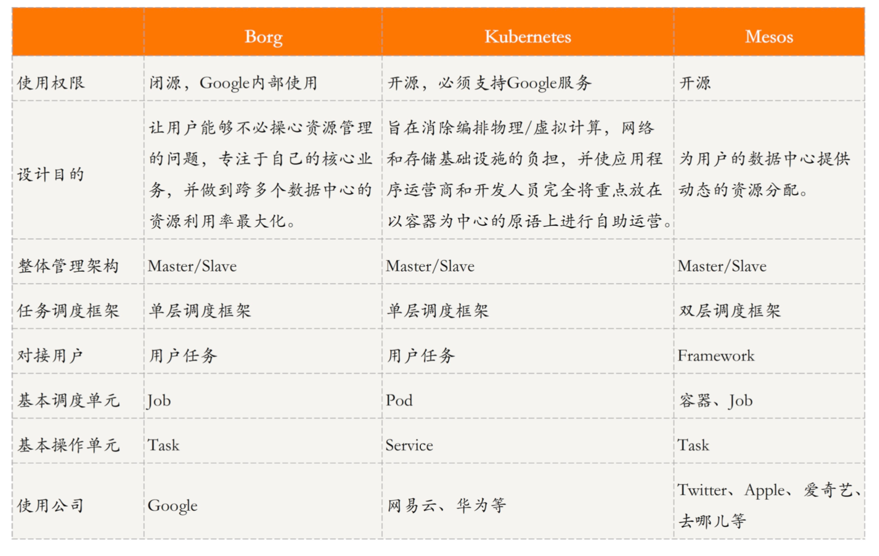 Borg Kubernetes Mesos
使用权限 闭源，Google内部使用 开源，必须支持Google服务 开源
设计目的
让用户能够不必操心资源管理
的问题，专注于自己的核心业
务，并做到跨多个数据中心的
资源利用率最大化。
旨在消除编排物理/虚拟计算，网络
和存储基础设施的负担，并使应用程
序运营商和开发人员完全将重点放在
以容器为中心的原语上进行自助运营。
为用户的数据中心提供
动态的资源分配。
整体管理架构 Master/Slave Master/Slave Master/Slave
任务调度框架 单层调度框架 单层调度框架 双层调度框架
对接用户 用户任务 用户任务 Framework
基本调度单元 Job Pod 容器、Job
基本操作单元 Task Service Task
使用公司 Google 网易云、华为等
Twitter、Apple、爱奇艺、
去哪儿等